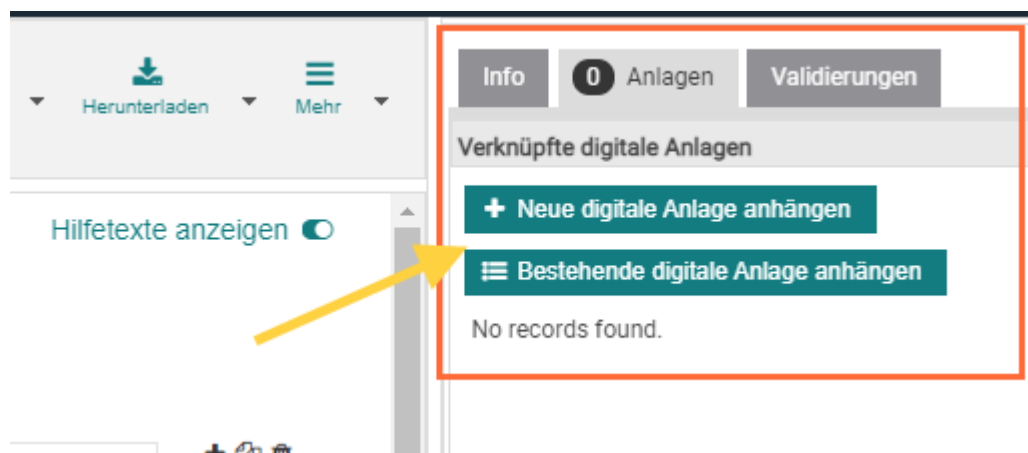 Herunterladen
Mehr
Hilfetexte anzeigen
Info
0 Anlagen
Validierungen
Verknüpfte digitale Anlagen
Neue digitale Anlage anhängen
Bestehende digitale Anlage anhängen
No records found.